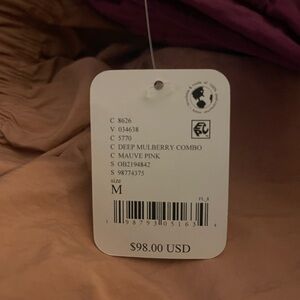 C 8626
V 034638
C 5770
C DEEP MULBERRY COMBO
C MAUVE PINK
S OB2194842
S 98774375
size
M
$98.00 USD